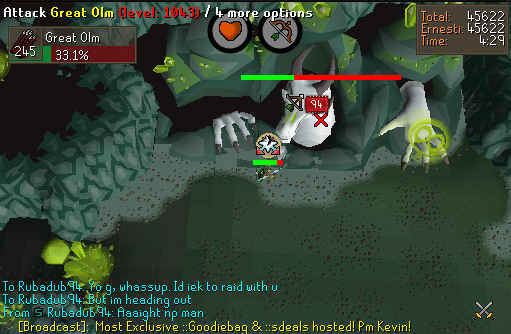 Attack Great Olm (level: 1043) / 4 more options
Great Olm
245
33.1%
Total: 45622
Ernesti: 45622
Time: 4:29
94
To Rubadub94: Yo g, whassup. Id iek to raid with u
To Rubadub94: But im heading out
From S Rubadub94: Aaaight np man
[Broadcast]: Most Exclusive ::Goodiebag & ::sdeals hosted! Pm Kevin!